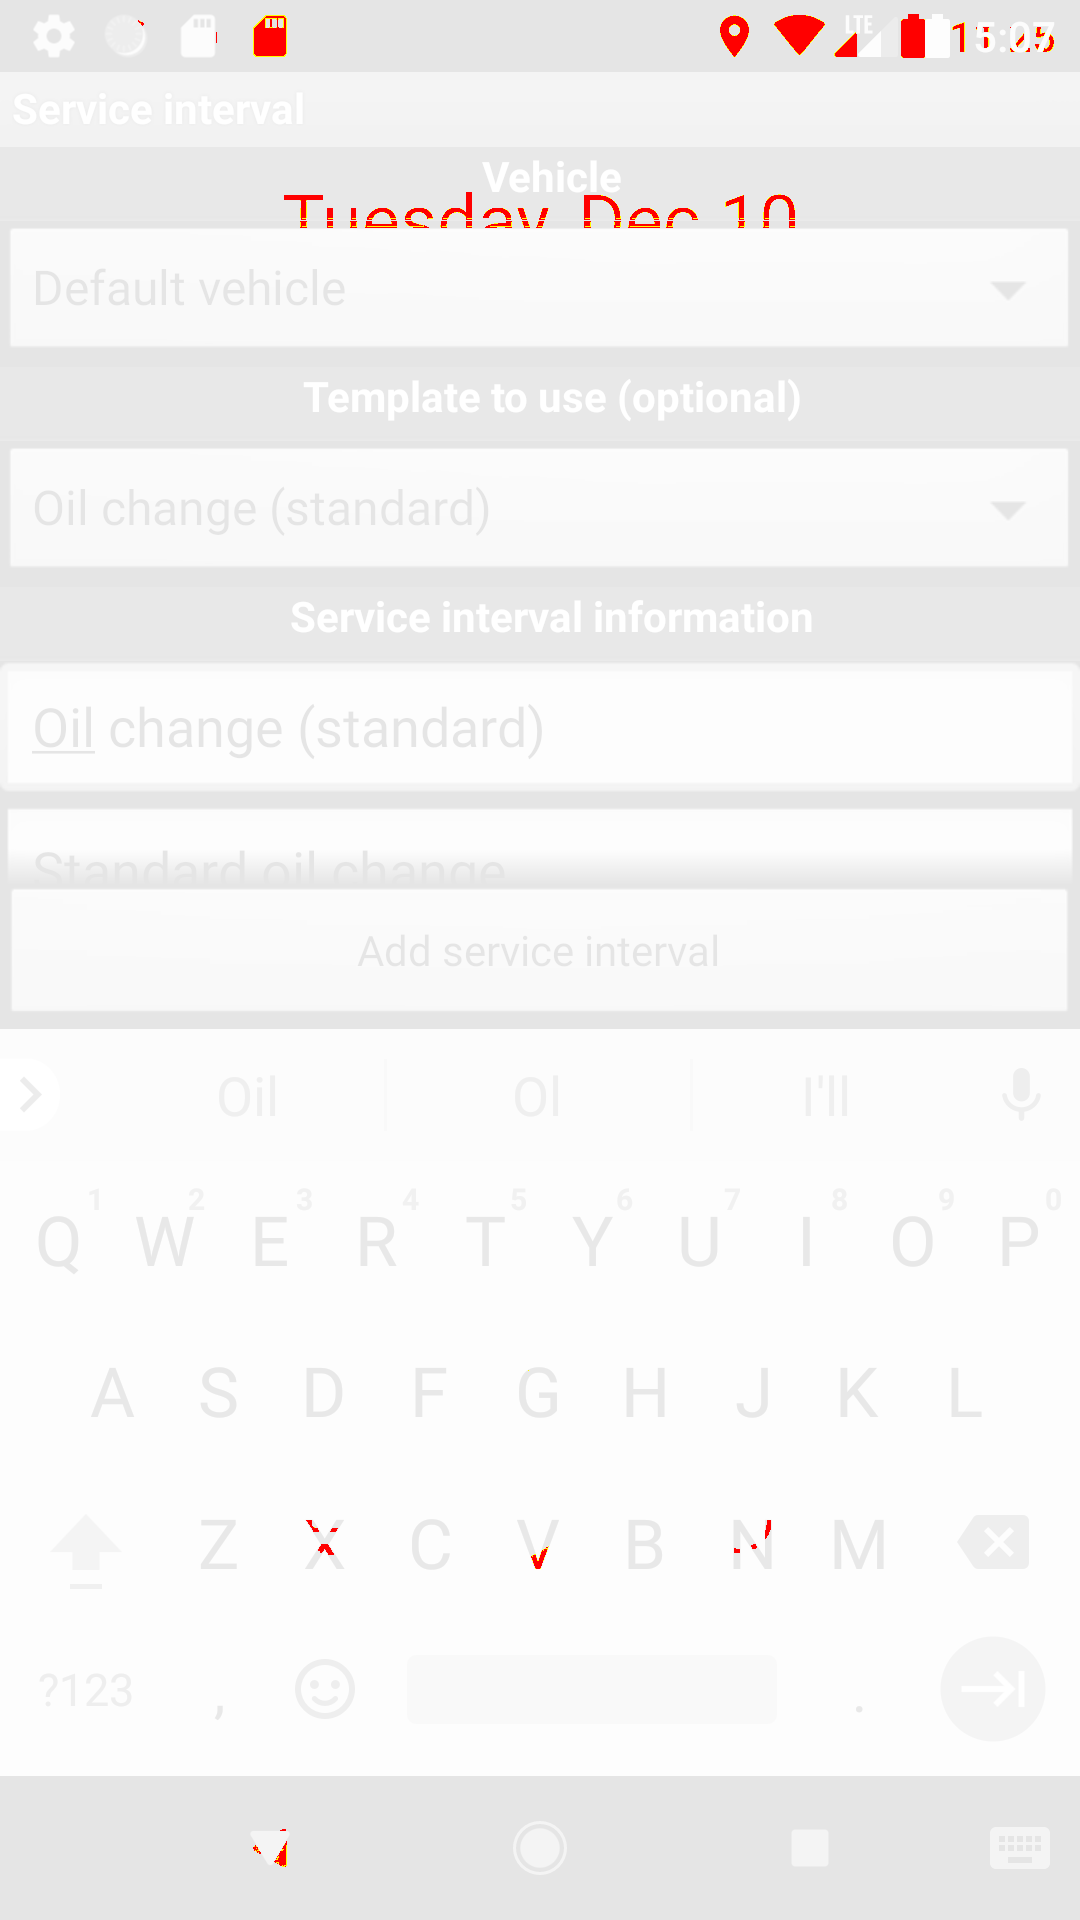 LTE
Service interval
Vehicle
Tuesday, Dec 10
Default vehicle
Template to use (optional)
Oil change (standard)
Service interval information
Oil change (standard)
Standard oil change
Add service interval
Oil Ol I'll
1 2 3 4 5 6 7 8 9 0
Q W E R T Y U I O P
A S D F G H J K L
Z X C V B N M
?123 , .